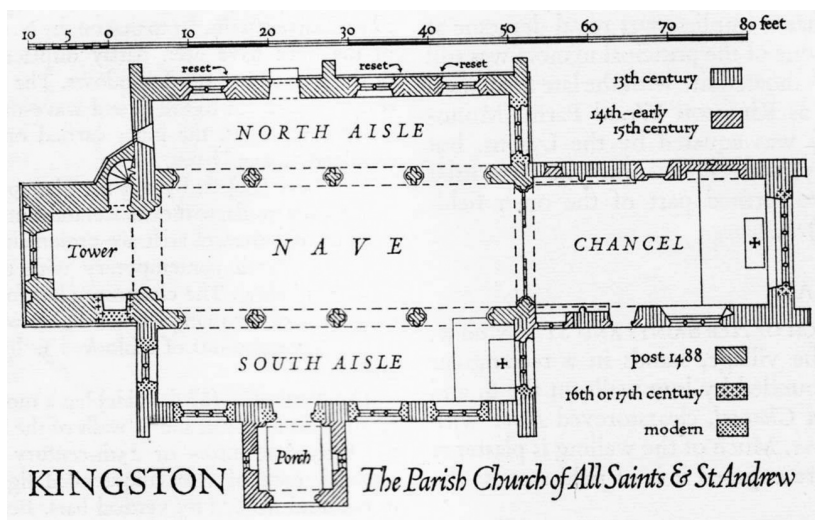 10 5 0 10 20 30 40 50 60 70 80 feet
reset reset reset
13th century
14th–early
15th century
NORTH AISLE
Tower
NAVE
CHANCEL
SOUTH AISLE
post 1488
16th or 17th century
modern
Porch
KINGSTON The Parish Church of All Saints & St Andrew